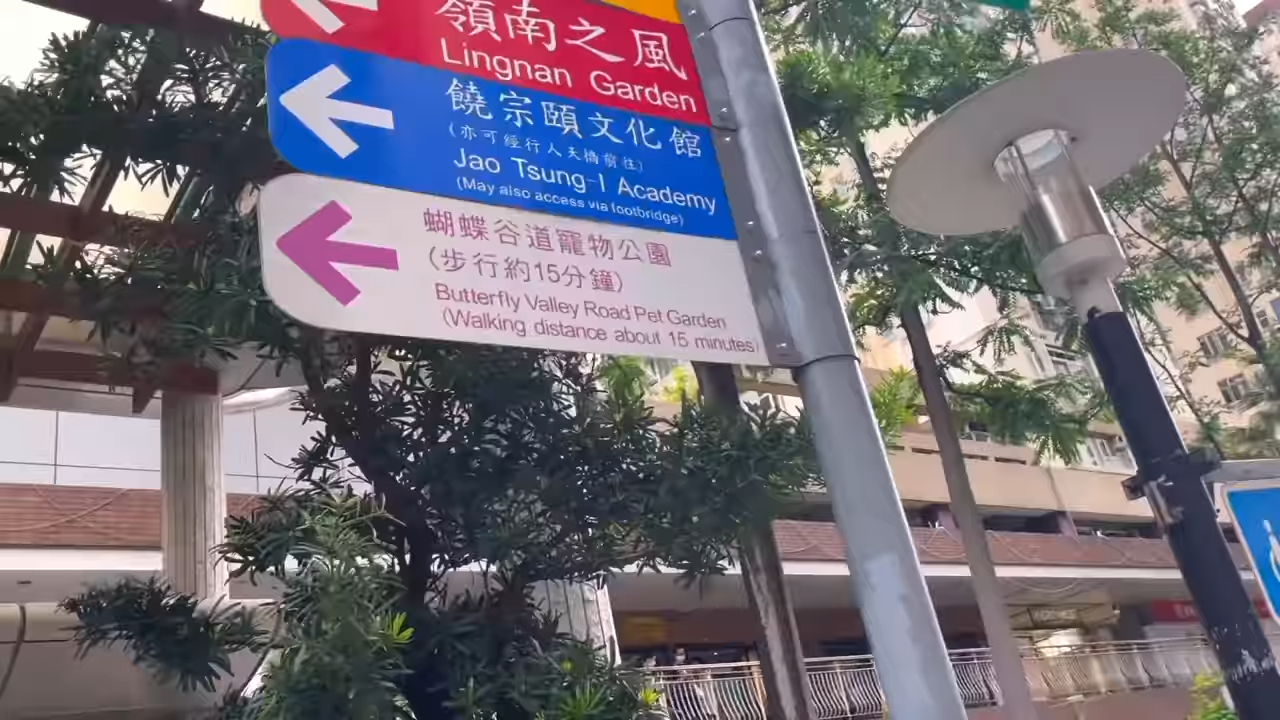 嶺南之風
Lingnan Garden
饒宗頤文化館
(亦可經行人天橋前往)
Jao Tsung-I Academy
(May also access via footbridge)
蝴蝶谷道寵物公園
(步行約15分鐘)
Butterfly Valley Road Pet Garden
(Walking distance about 15 minutes)